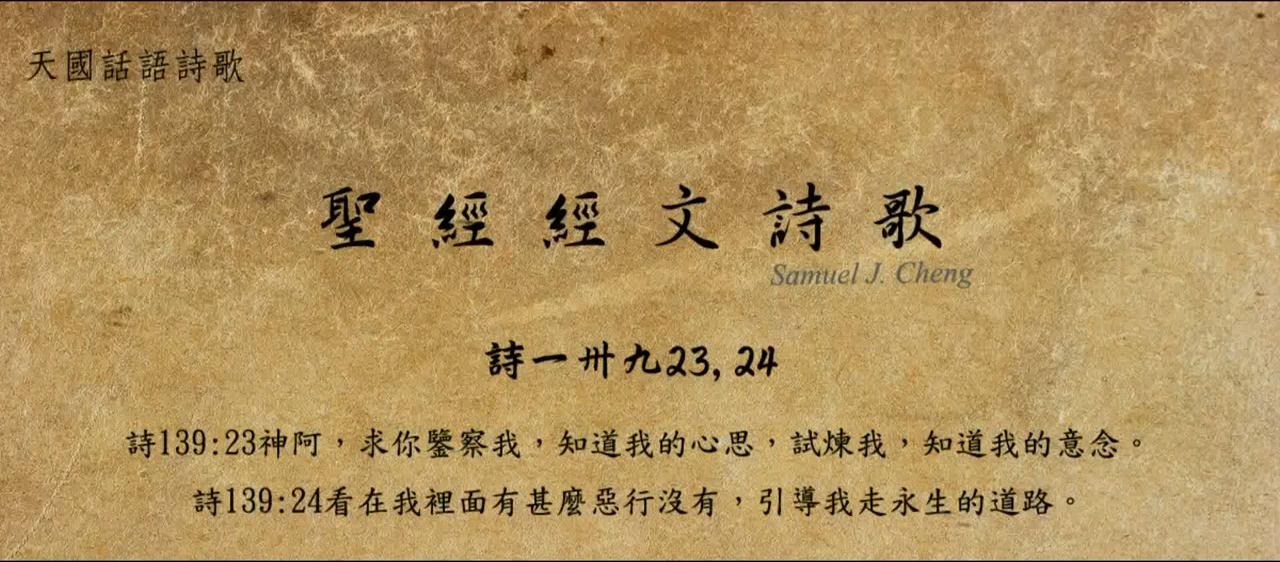 天國話語詩歌
聖經經文詩歌
Samuel J. Cheng
詩一卅九23, 24
詩139:23神阿，求你鑒察我，知道我的心思，試煉我，知道我的意念。
詩139:24看在我裡面有甚麼惡行沒有，引導我走永生的道路。